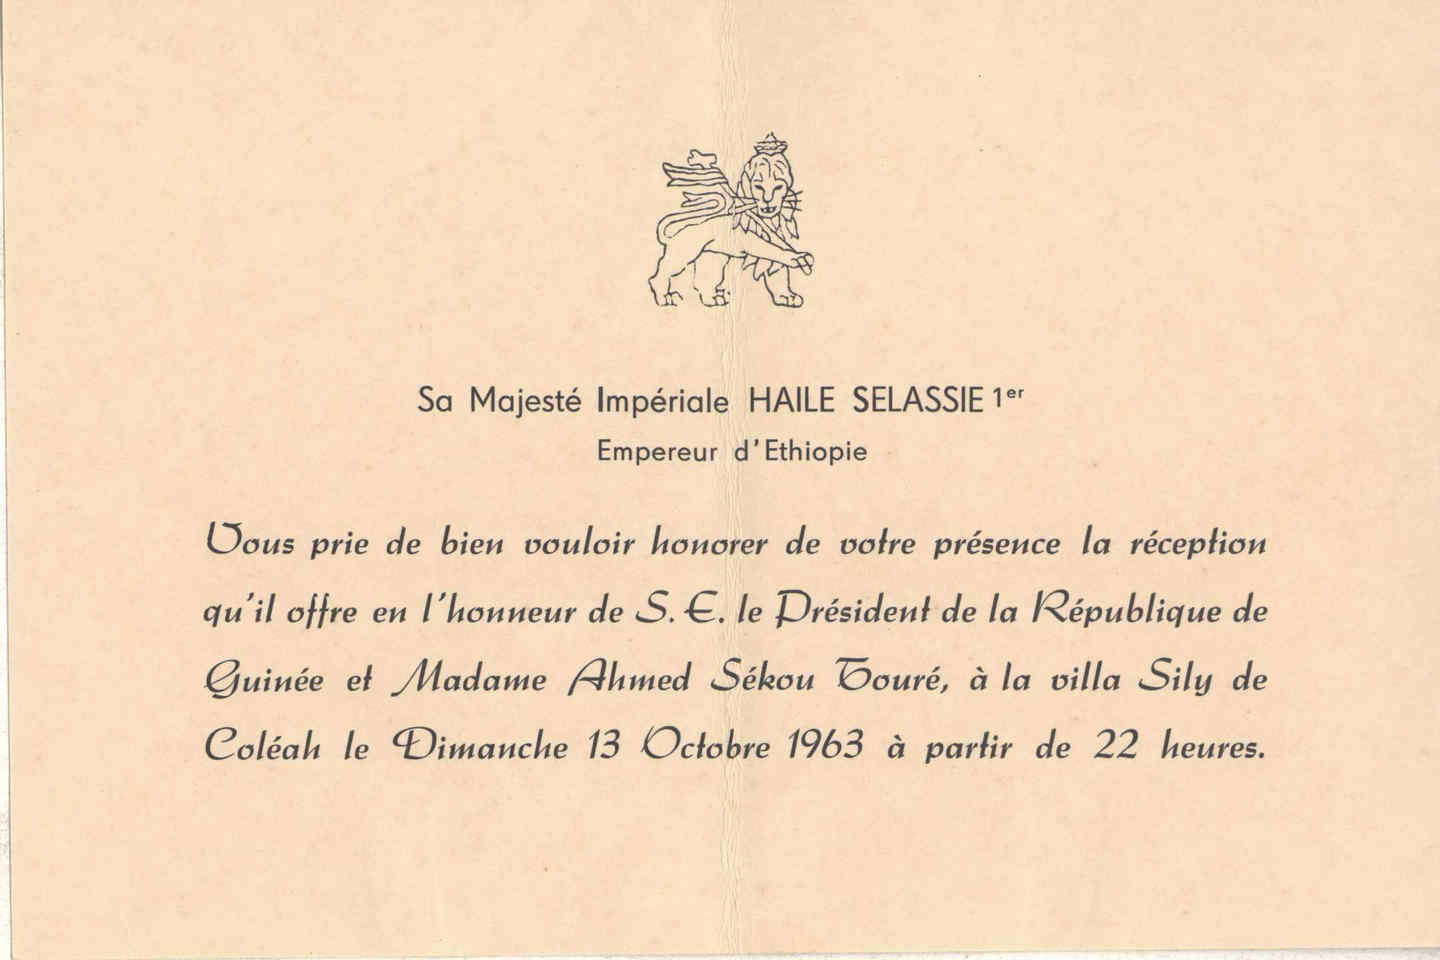 Sa Majesté Impériale HAILE SELASSIE 1er
Empereur d'Ethiopie
Vous prie de bien vouloir honorer de votre présence la réception
qu'il offre en l'honneur de S. E. le Président de la République de
Guinée et Madame Ahmed Sékou Touré, à la villa Sily de
Coléah le Dimanche 13 Octobre 1963 à partir de 22 heures.